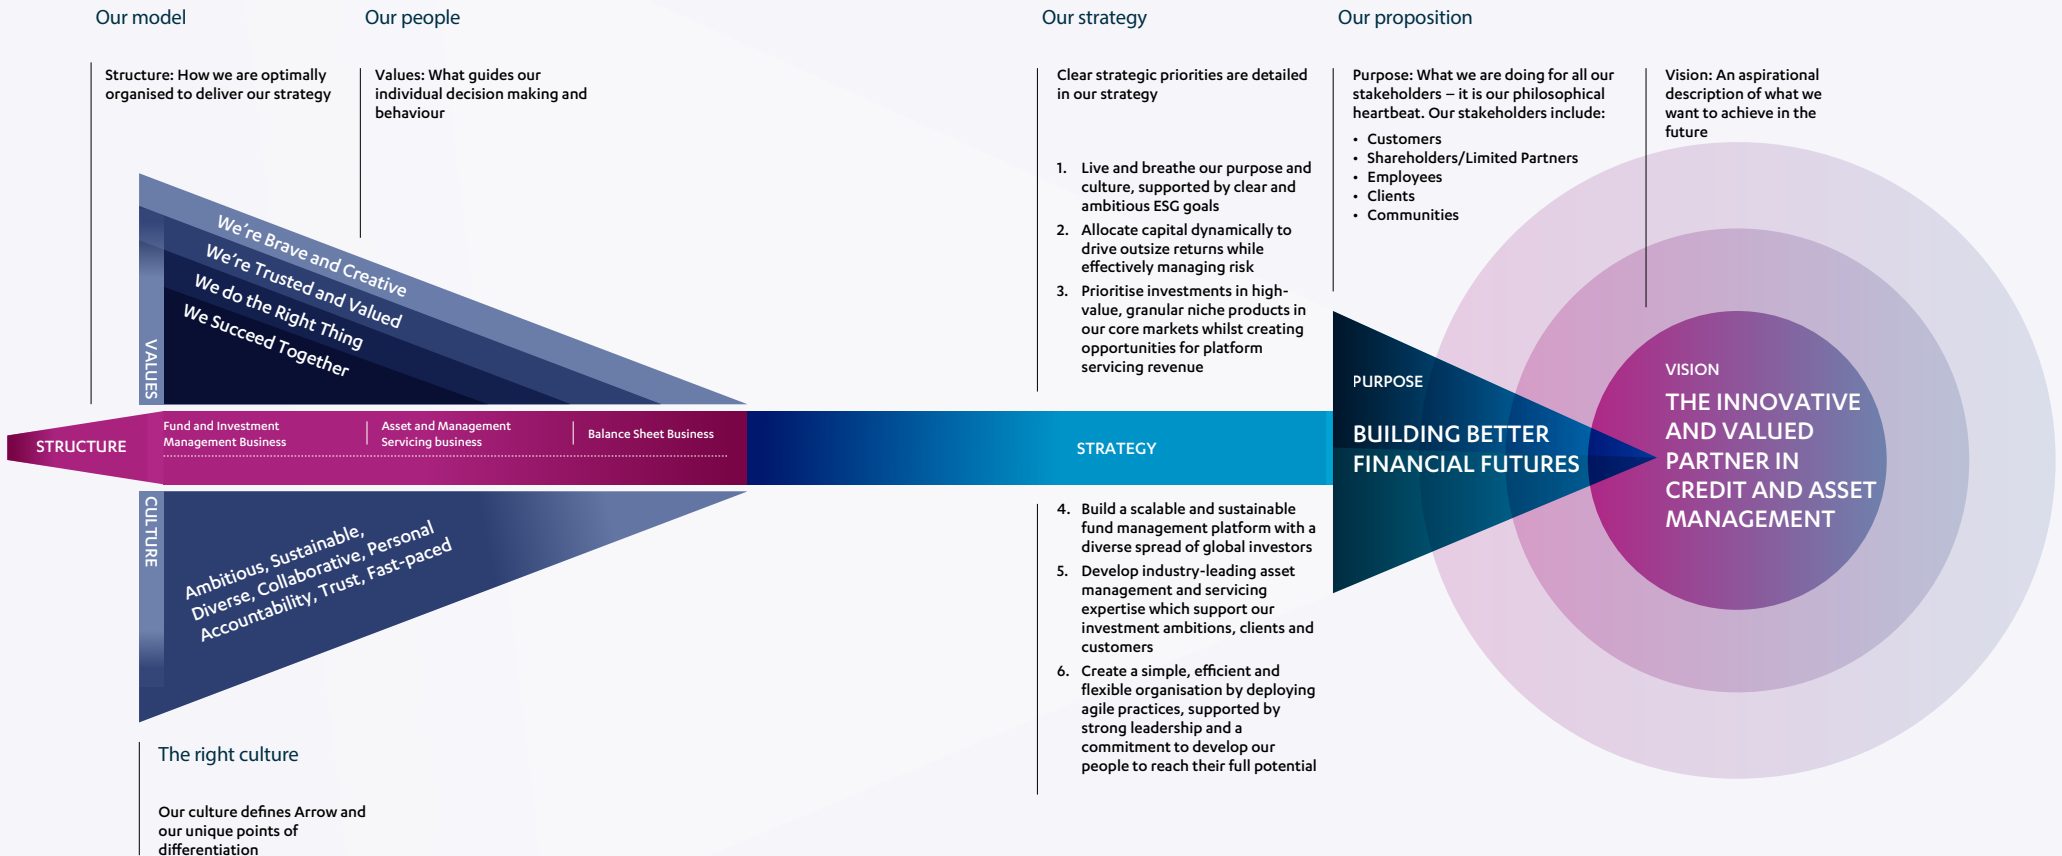 Our model
Structure: How we are optimally
organised to deliver our strategy
Our people
Values: What guides our
individual decision making and
behaviour
We're Brave and Creative
We're Trusted and Valued
We do the Right Thing
We Succeed Together
VALUES
STRUCTURE
Fund and Investment
Management Business
Asset and Management
Servicing business
Balance Sheet Business
CULTURE
Ambitious, Sustainable,
Diverse, Collaborative, Personal
Accountability, Trust, Fast-paced
The right culture
Our culture defines Arrow and
our unique points of
differentiation
Our strategy
Clear strategic priorities are detailed
in our strategy
1. Live and breathe our purpose and
culture, supported by clear and
ambitious ESG goals
2. Allocate capital dynamically to
drive outsize returns while
effectively managing risk
3. Prioritise investments in high-
value, granular niche products in
our core markets whilst creating
opportunities for platform
servicing revenue
STRATEGY
4. Build a scalable and sustainable
fund management platform with a
diverse spread of global investors
5. Develop industry-leading asset
management and servicing
expertise which support our
investment ambitions, clients and
customers
6. Create a simple, efficient and
flexible organisation by deploying
agile practices, supported by
strong leadership and a
commitment to develop our
people to reach their full potential
Our proposition
Purpose: What we are doing for all our
stakeholders – it is our philosophical
heartbeat. Our stakeholders include:
• Customers
• Shareholders/Limited Partners
• Employees
• Clients
• Communities
PURPOSE
BUILDING BETTER
FINANCIAL FUTURES
Vision: An aspirational
description of what we
want to achieve in the
future
VISION
THE INNOVATIVE
AND VALUED
PARTNER IN
CREDIT AND ASSET
MANAGEMENT